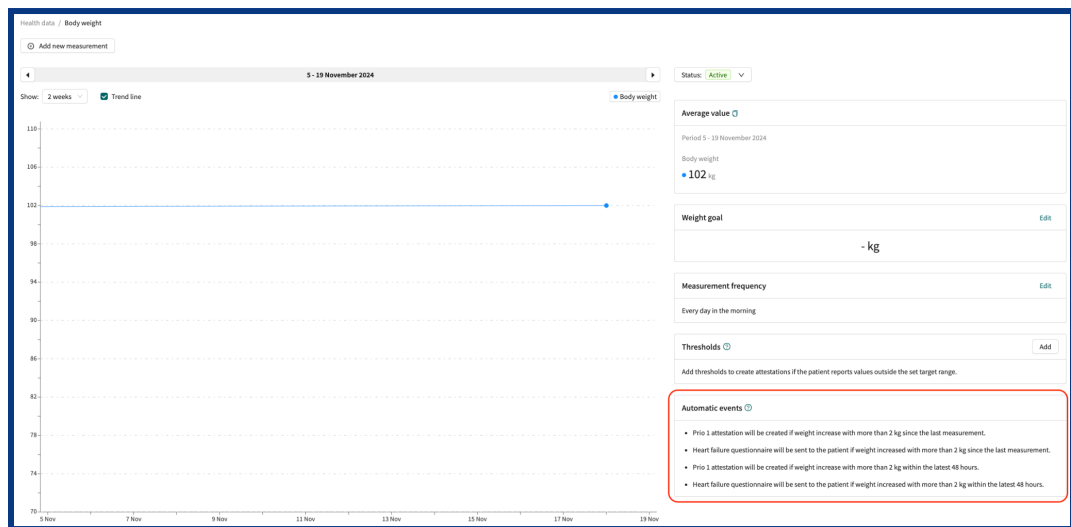 Health data / Body weight
Add new measurement
5 - 19 November 2024
Status: Active
Show: 2 weeks Trend line
Body weight
110
106
102
98
94
90
86
82
78
74
70
5 Nov 7 Nov 9 Nov 11 Nov 13 Nov 15 Nov 17 Nov 19 Nov
Average value
Period 5 - 19 November 2024
Body weight
102 kg
Weight goal Edit
- kg
Measurement frequency Edit
Every day in the morning
Thresholds Add
Add thresholds to create attestations if the patient reports values outside the set target range.
Automatic events
• Prio 1 attestation will be created if weight increase with more than 2 kg since the last measurement.
• Heart failure questionnaire will be sent to the patient if weight increased with more than 2 kg since the last measurement.
• Prio 1 attestation will be created if weight increase with more than 2 kg within the latest 48 hours.
• Heart failure questionnaire will be sent to the patient if weight increased with more than 2 kg within the latest 48 hours.